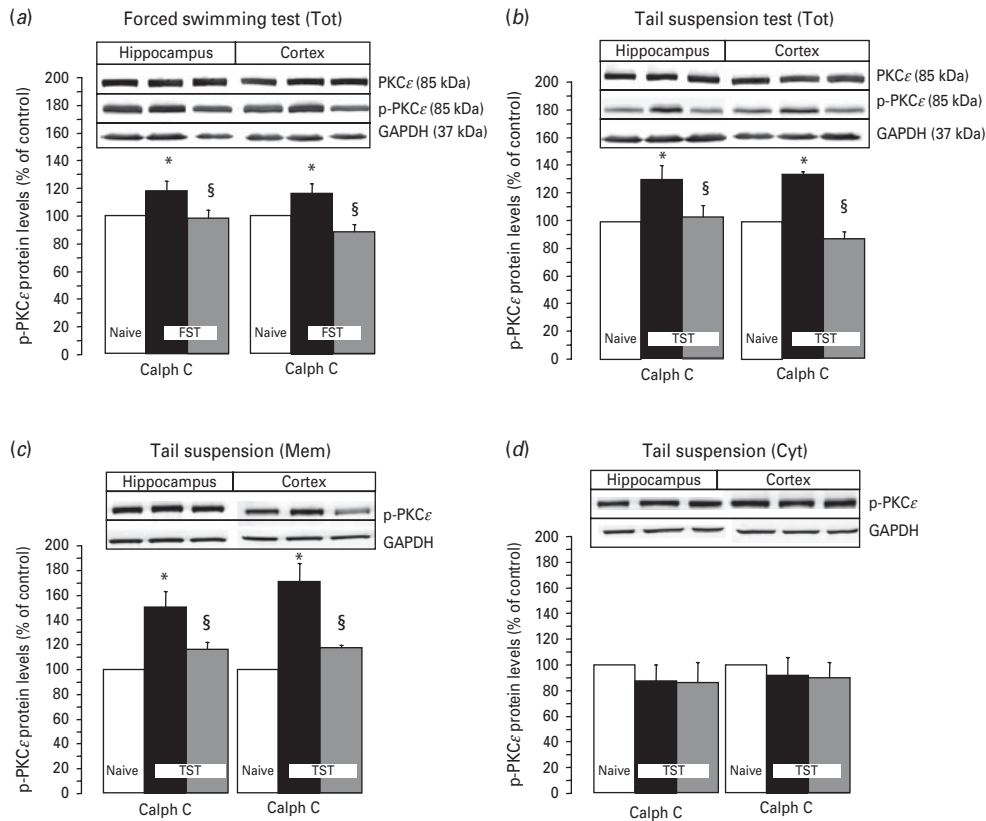 (a)
Forced swimming test (Tot)
Hippocampus
Cortex
PKCε (85 kDa)
p-PKCε (85 kDa)
GAPDH (37 kDa)
p-PKCε protein levels (% of control)
200
180
160
140
120
100
80
60
40
20
0
*
§
*
§
Naive
FST
Naive
FST
Calph C
Calph C
(b)
Tail suspension test (Tot)
Hippocampus
Cortex
PKCε (85 kDa)
p-PKCε (85 kDa)
GAPDH (37 kDa)
p-PKCε protein levels (% of control)
200
180
160
140
120
100
80
60
40
20
0
*
§
*
§
Naive
TST
Naive
TST
Calph C
Calph C
(c)
Tail suspension (Mem)
Hippocampus
Cortex
p-PKCε
GAPDH
p-PKCε protein levels (% of control)
200
180
160
140
120
100
80
60
40
20
0
*
§
*
§
Naive
TST
Naive
TST
Calph C
Calph C
(d)
Tail suspension (Cyt)
Hippocampus
Cortex
p-PKCε
GAPDH
p-PKCε protein levels (% of control)
200
180
160
140
120
100
80
60
40
20
0
Naive
TST
Naive
TST
Calph C
Calph C